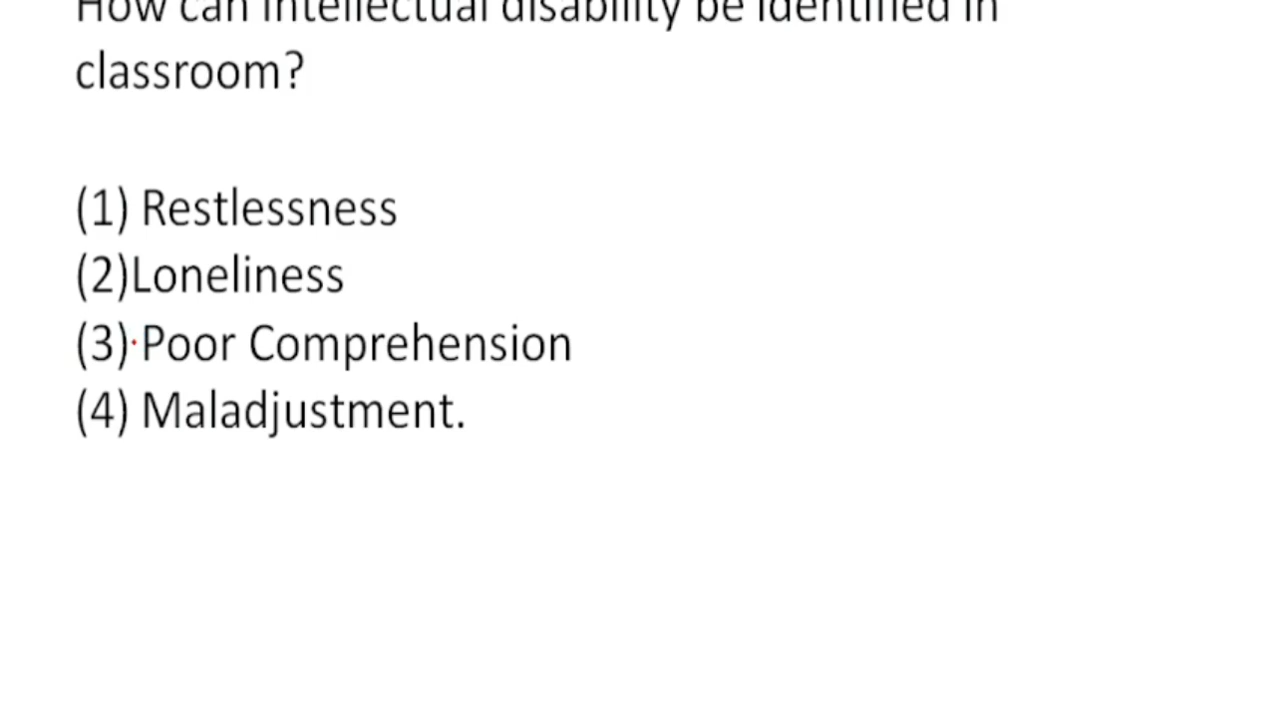 How can intellectual disability be identified in
classroom?
(1) Restlessness
(2)Loneliness
(3) Poor Comprehension
(4) Maladjustment.